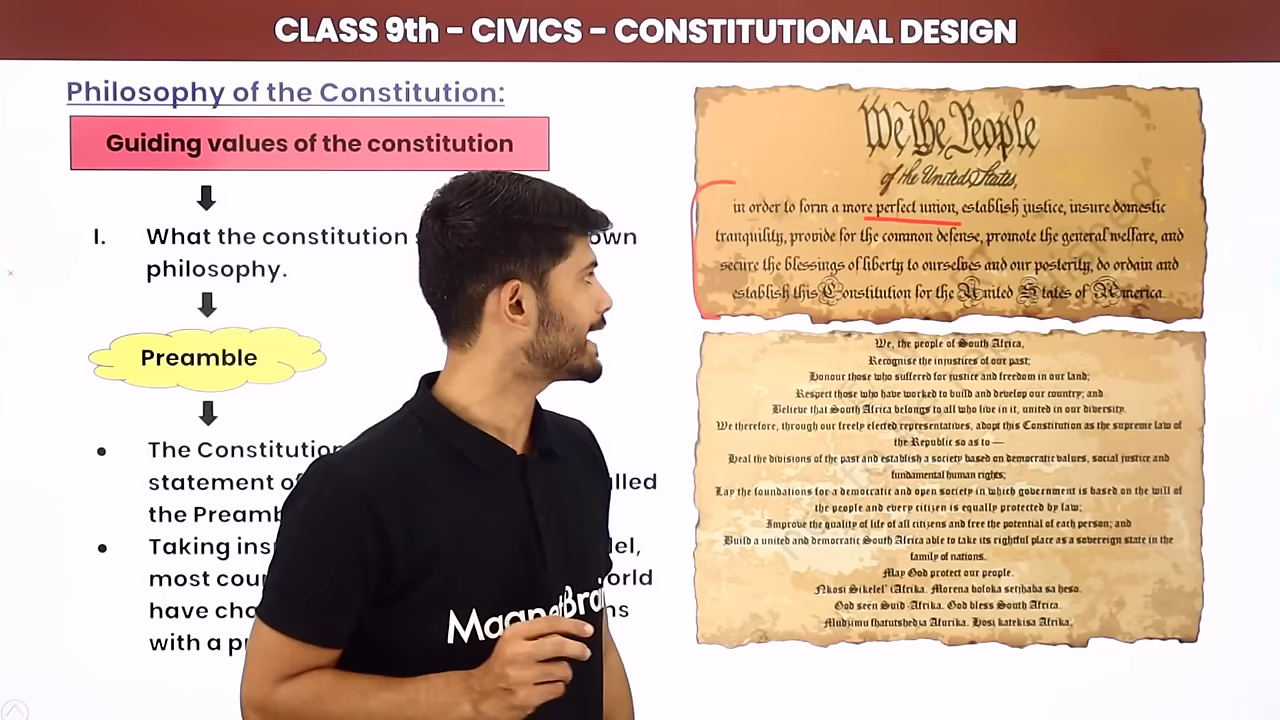 CLASS 9th – CIVICS – CONSTITUTIONAL DESIGN
Philosophy of the Constitution:
Guiding values of the constitution
I. What the constitution own
philosophy.
Preamble
• The Constitution
statement
the
• Taking
most
have
with a
We the People
of the United States,
in order to form a more perfect union, establish justice, insure domestic
tranquility, provide for the common defense, promote the general welfare, and
secure the blessings of liberty to ourselves and our posterity, do ordain and
establish this Constitution for the United States of America.
We, the people of South Africa,
Recognise the injustices of our past;
Honour those who suffered for justice and freedom in our land;
Respect those who have worked to build and develop our country; and
Believe that South Africa belongs to all who live in it, united in our diversity.
We therefore, through our freely elected representatives, adopt this Constitution as the supreme law of
the Republic so as to —
Heal the divisions of the past and establish a society based on democratic values, social justice and
fundamental human rights;
Lay the foundations for a democratic and open society in which government is based on the will of
the people and every citizen is equally protected by law;
Improve the quality of life of all citizens and free the potential of each person; and
Build a united and democratic South Africa able to take its rightful place as a sovereign state in the
family of nations.
May God protect our people.
Nkosi Sikelel' iAfrika. Morena boloka setjhaba sa heso.
God seën Suid-Afrika. God bless South Africa.
Mudzimu fhatutshedza Afurika. Hosi katekisa Afrika.